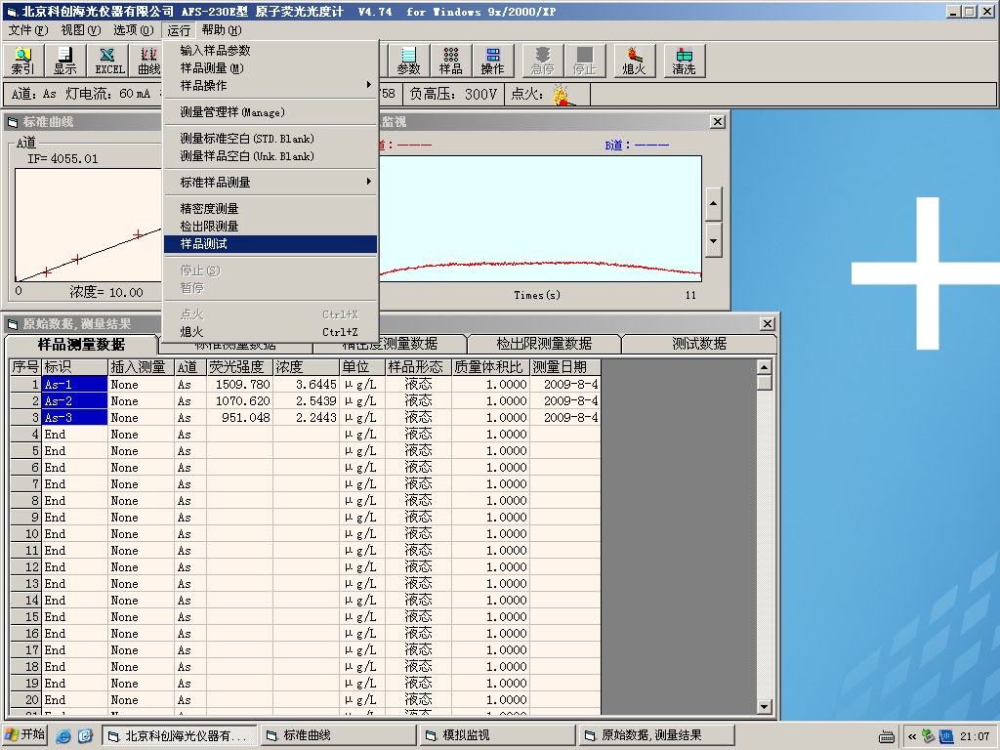 北京科创海光仪器有限公司 AFS-230E型 原子荧光光度计 V4.74 for Windows 9x/2000/XP
文件(F) 视图(V) 选项(O) 运行 帮助(H)
索引 显示 EXCEL 曲线 参数 样品 操作 急停 停止 熄火 清洗
A道: As 灯电流: 60 mA 58 负高压: 300V 点火:
输入样品参数
样品测量(M)
样品操作
测量管理样(Manage)
测量标准空白(STD.Blank)
测量样品空白(Unk.Blank)
标准样品测量
精密度测量
检出限测量
样品测试
停止(S)
暂停
点火 Ctrl+X
熄火 Ctrl+Z
标准曲线
A道
IF= 4055.01
0 浓度= 10.00
监视
道: ———
B道: ———
Times(s) 11
原始数据,测量结果
样品测量数据 标准测量数据 精密度测量数据 检出限测量数据 测试数据
序号 标识 插入测量 A道 荧光强度 浓度 单位 样品形态 质量体积比 测量日期
1 As-1 None As 1509.780 3.6445 μg/L 液态 1.0000 2009-8-4
2 As-2 None As 1070.620 2.5439 μg/L 液态 1.0000 2009-8-4
3 As-3 None As 951.048 2.2443 μg/L 液态 1.0000 2009-8-4
4 End None As μg/L 液态 1.0000
5 End None As μg/L 液态 1.0000
6 End None As μg/L 液态 1.0000
7 End None As μg/L 液态 1.0000
8 End None As μg/L 液态 1.0000
9 End None As μg/L 液态 1.0000
10 End None As μg/L 液态 1.0000
11 End None As μg/L 液态 1.0000
12 End None As μg/L 液态 1.0000
13 End None As μg/L 液态 1.0000
14 End None As μg/L 液态 1.0000
15 End None As μg/L 液态 1.0000
16 End None As μg/L 液态 1.0000
17 End None As μg/L 液态 1.0000
18 End None As μg/L 液态 1.0000
19 End None As μg/L 液态 1.0000
20 End None As μg/L 液态 1.0000
开始 北京科创海光仪器有... 标准曲线 模拟监视 原始数据,测量结果 « 21:07